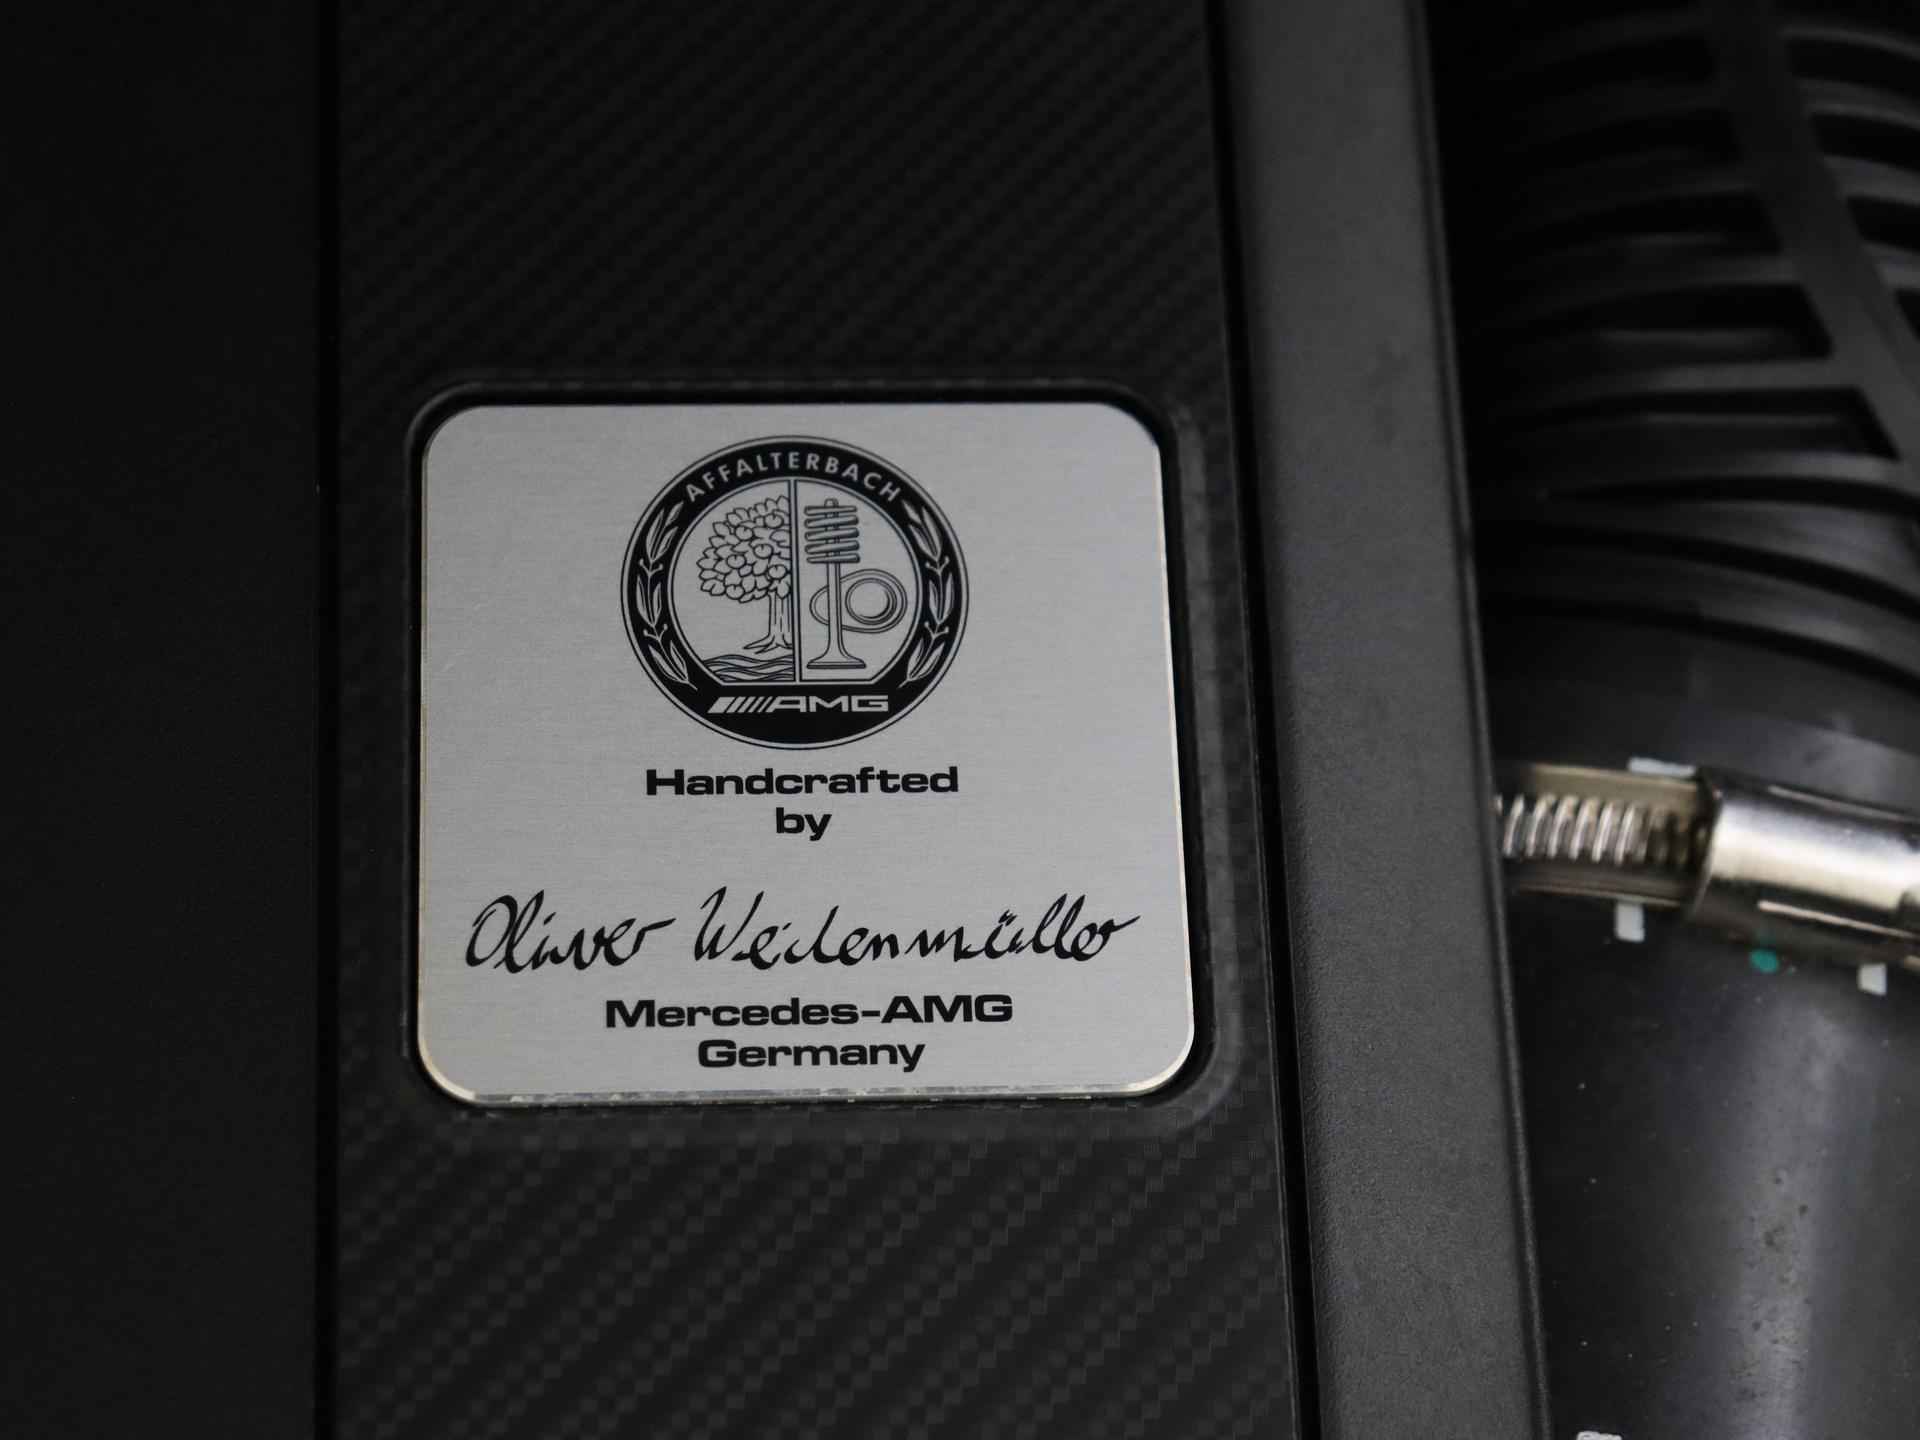 AFFALTERBACH
AMG
Handcrafted
by
Oliver Weidenmüller
Mercedes-AMG
Germany